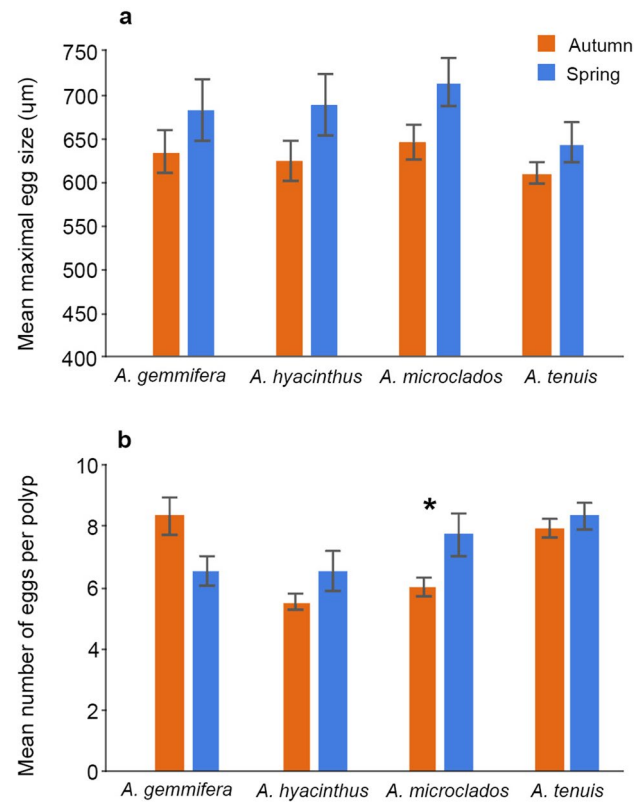 a
Mean maximal egg size (µm)
750
700
650
600
550
500
450
400
Autumn
Spring
A. gemmifera A. hyacinthus A. microclados A. tenuis
b
Mean number of eggs per polyp
10
8
6
4
2
0
*
A. gemmifera A. hyacinthus A. microclados A. tenuis